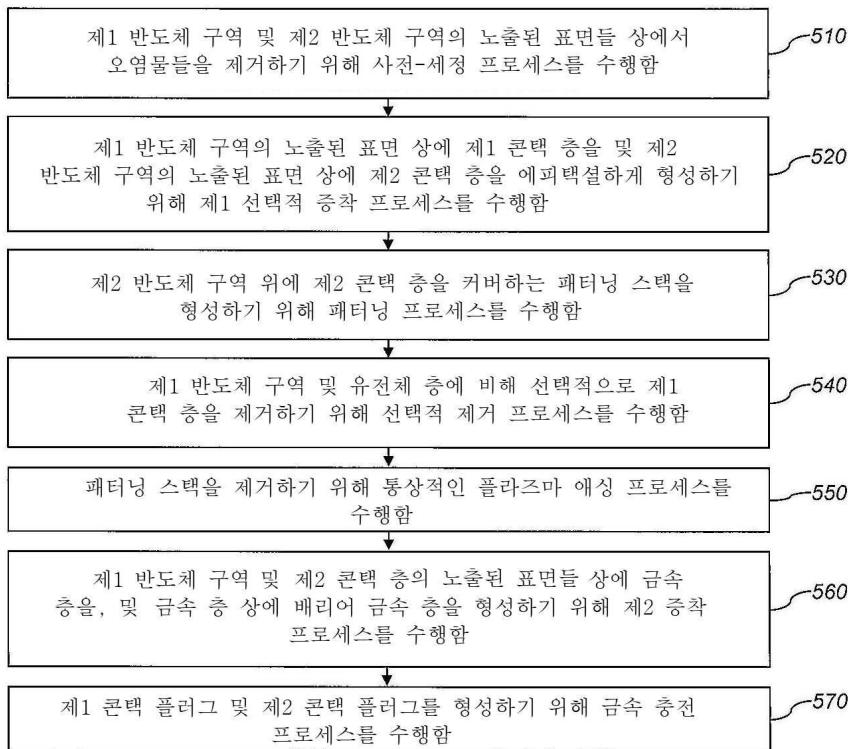 제1 반도체 구역 및 제2 반도체 구역의 노출된 표면들 상에서
오염물들을 제거하기 위해 사전-세정 프로세스를 수행함
510
제1 반도체 구역의 노출된 표면 상에 제1 콘택 층을 및 제2
반도체 구역의 노출된 표면 상에 제2 콘택 층을 에피택셜하게 형성하기
위해 제1 선택적 증착 프로세스를 수행함
520
제2 반도체 구역 위에 제2 콘택 층을 커버하는 패터닝 스택을
형성하기 위해 패터닝 프로세스를 수행함
530
제1 반도체 구역 및 유전체 층에 비해 선택적으로 제1
콘택 층을 제거하기 위해 선택적 제거 프로세스를 수행함
540
패터닝 스택을 제거하기 위해 통상적인 플라즈마 애싱 프로세스를
수행함
550
제1 반도체 구역 및 제2 콘택 층의 노출된 표면들 상에 금속
층을, 및 금속 층 상에 배리어 금속 층을 형성하기 위해 제2 증착
프로세스를 수행함
560
제1 콘택 플러그 및 제2 콘택 플러그를 형성하기 위해 금속 충전
프로세스를 수행함
570